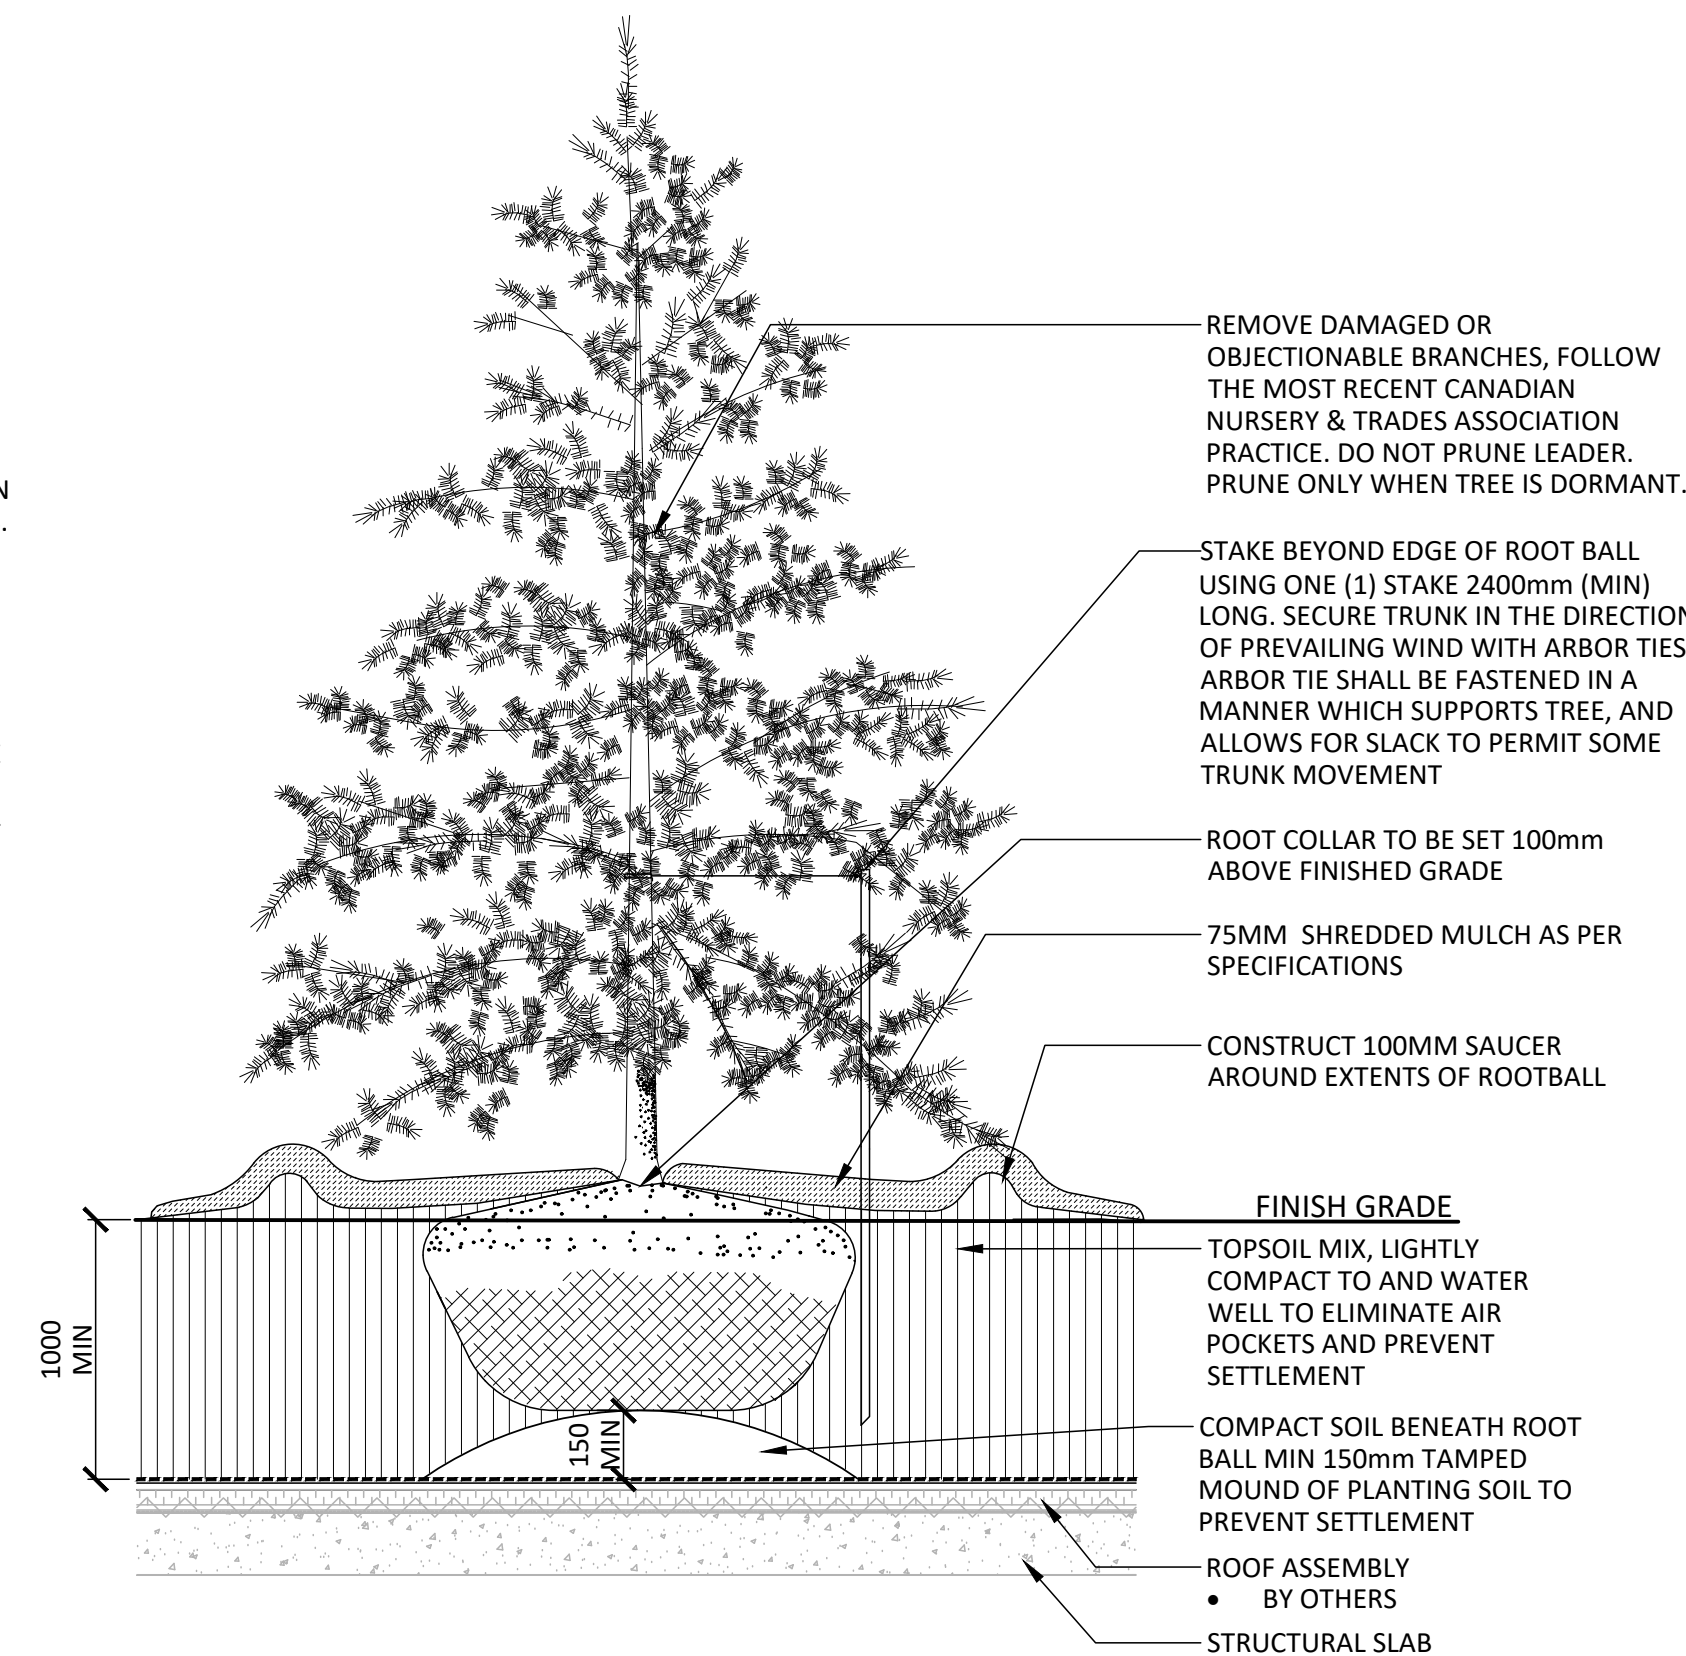 REMOVE DAMAGED OR
OBJECTIONABLE BRANCHES, FOLLOW
THE MOST RECENT CANADIAN
NURSERY & TRADES ASSOCIATION
PRACTICE. DO NOT PRUNE LEADER.
PRUNE ONLY WHEN TREE IS DORMANT.
N
.
STAKE BEYOND EDGE OF ROOT BALL
USING ONE (1) STAKE 2400mm (MIN)
LONG. SECURE TRUNK IN THE DIRECTION
OF PREVAILING WIND WITH ARBOR TIES
ARBOR TIE SHALL BE FASTENED IN A
MANNER WHICH SUPPORTS TREE, AND
ALLOWS FOR SLACK TO PERMIT SOME
TRUNK MOVEMENT
ROOT COLLAR TO BE SET 100mm
ABOVE FINISHED GRADE
75MM SHREDDED MULCH AS PER
SPECIFICATIONS
CONSTRUCT 100MM SAUCER
AROUND EXTENTS OF ROOTBALL
FINISH GRADE
TOPSOIL MIX, LIGHTLY
COMPACT TO AND WATER
WELL TO ELIMINATE AIR
POCKETS AND PREVENT
SETTLEMENT
1000
MIN
150
MIN
COMPACT SOIL BENEATH ROOT
BALL MIN 150mm TAMPED
MOUND OF PLANTING SOIL TO
PREVENT SETTLEMENT
ROOF ASSEMBLY
• BY OTHERS
STRUCTURAL SLAB